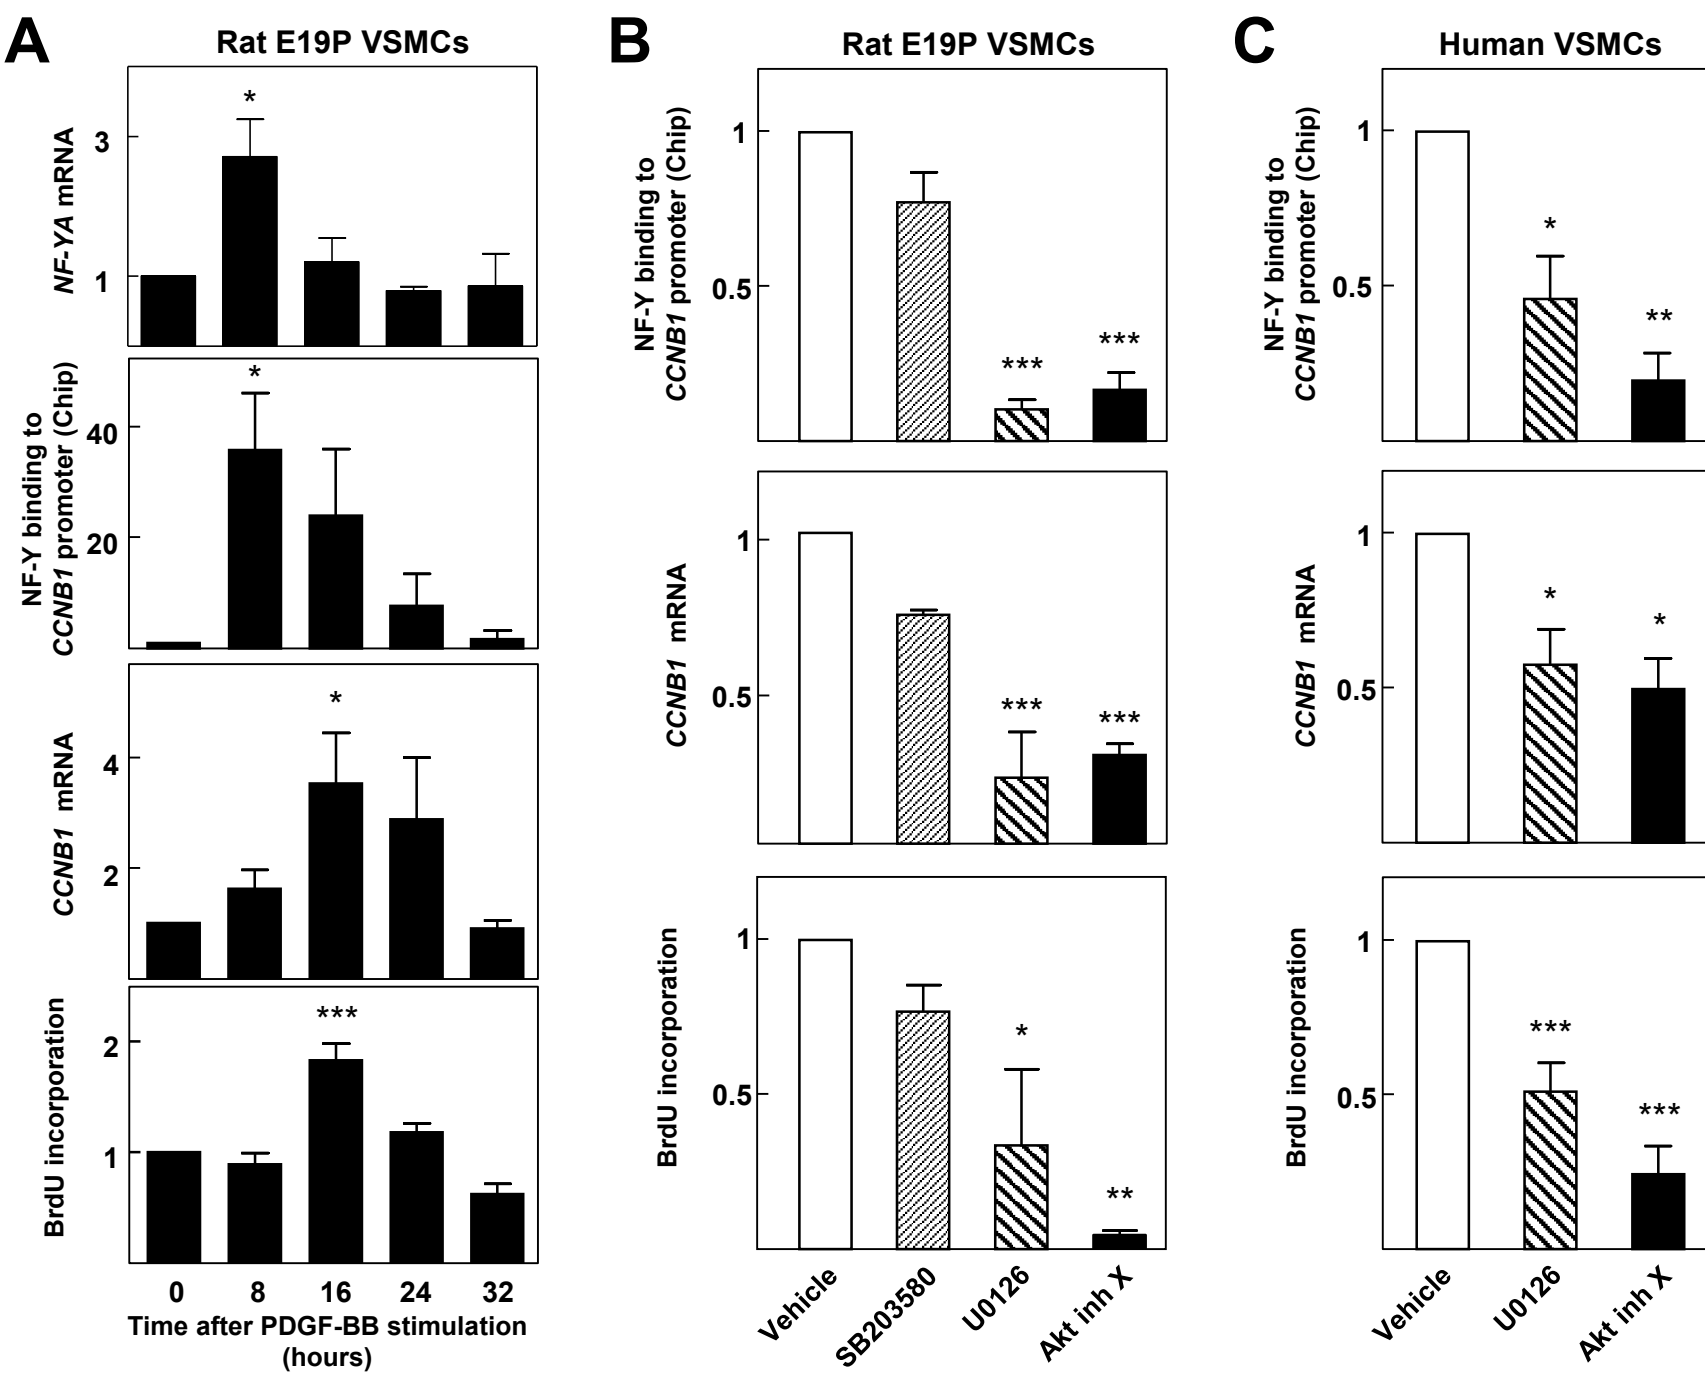 A
Rat E19P VSMCs
NF-YA mRNA
3
1
*
NF-Y binding to
CCNB1 promoter (Chip)
40
20
*
CCNB1 mRNA
4
2
*
BrdU incorporation
2
1
***
0 8 16 24 32
Time after PDGF-BB stimulation
(hours)
B
Rat E19P VSMCs
NF-Y binding to
CCNB1 promoter (Chip)
1
0.5
***
***
CCNB1 mRNA
1
0.5
***
***
BrdU incorporation
1
0.5
*
**
Vehicle
SB203580
U0126
Akt inh X
C
Human VSMCs
NF-Y binding to
CCNB1 promoter (Chip)
1
0.5
*
**
CCNB1 mRNA
1
0.5
*
*
BrdU incorporation
1
0.5
***
***
Vehicle
U0126
Akt inh X